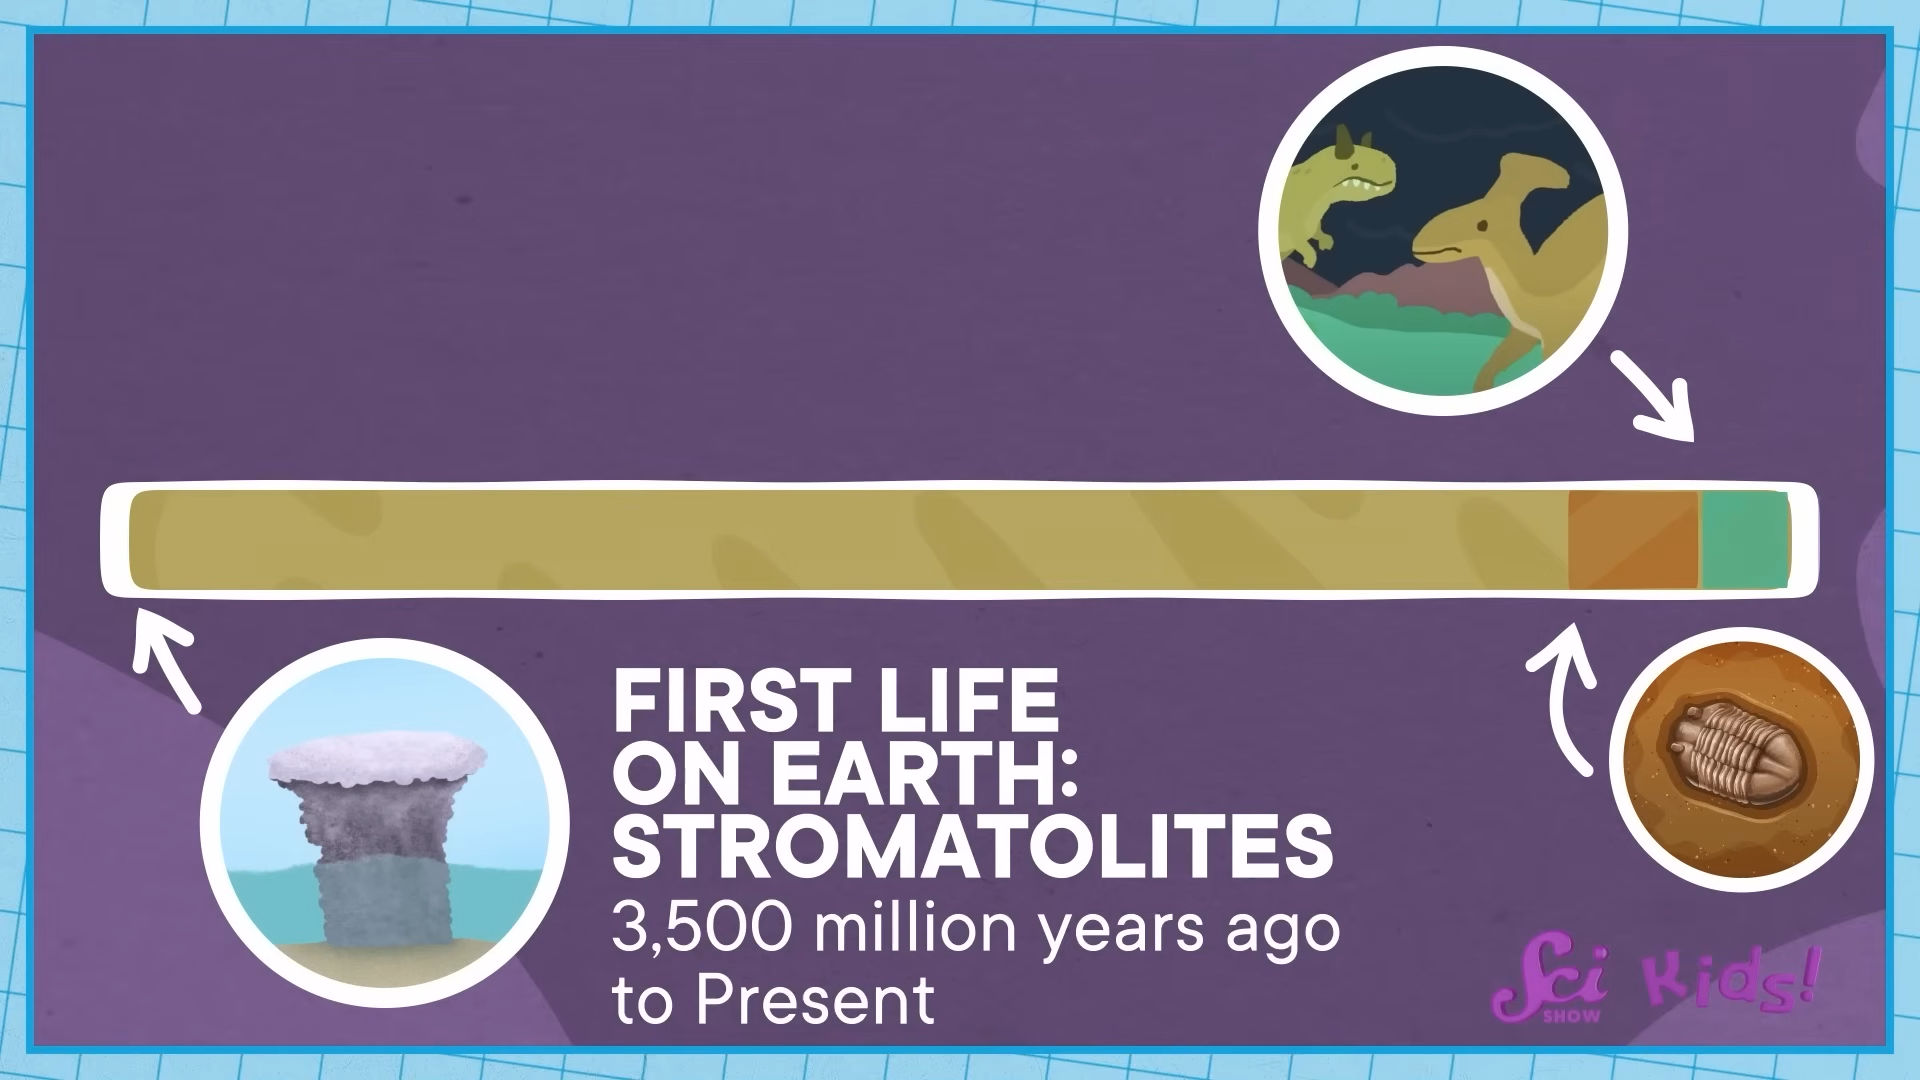 FIRST LIFE
ON EARTH:
STROMATOLITES
3,500 million years ago
to Present
Sci Kids!
SHOW